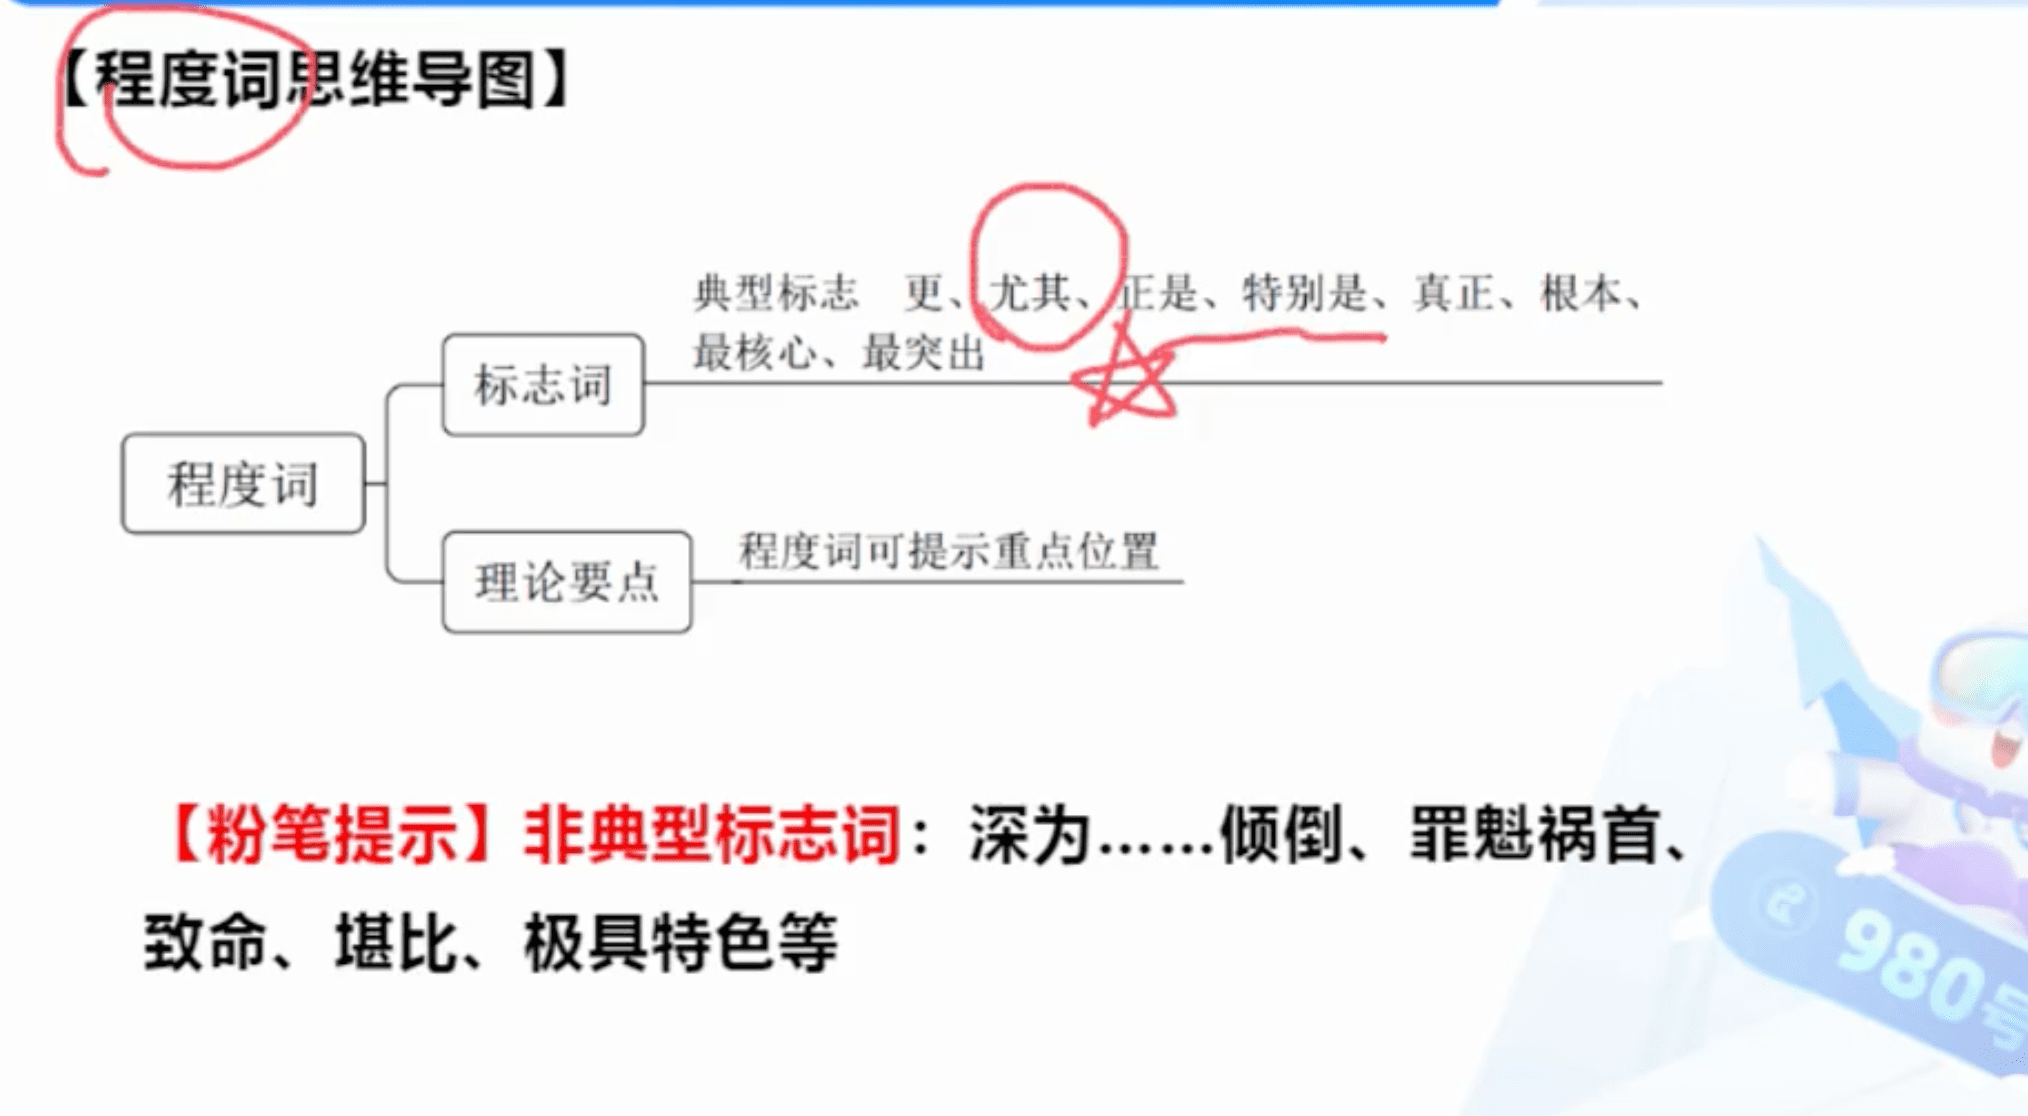 【程度词思维导图】
典型标志 更、尤其、正是、特别是、真正、根本、
最核心、最突出
标志词
程度词
程度词可提示重点位置
理论要点
【粉笔提示】非典型标志词：深为……倾倒、罪魁祸首、
致命、堪比、极具特色等
980号